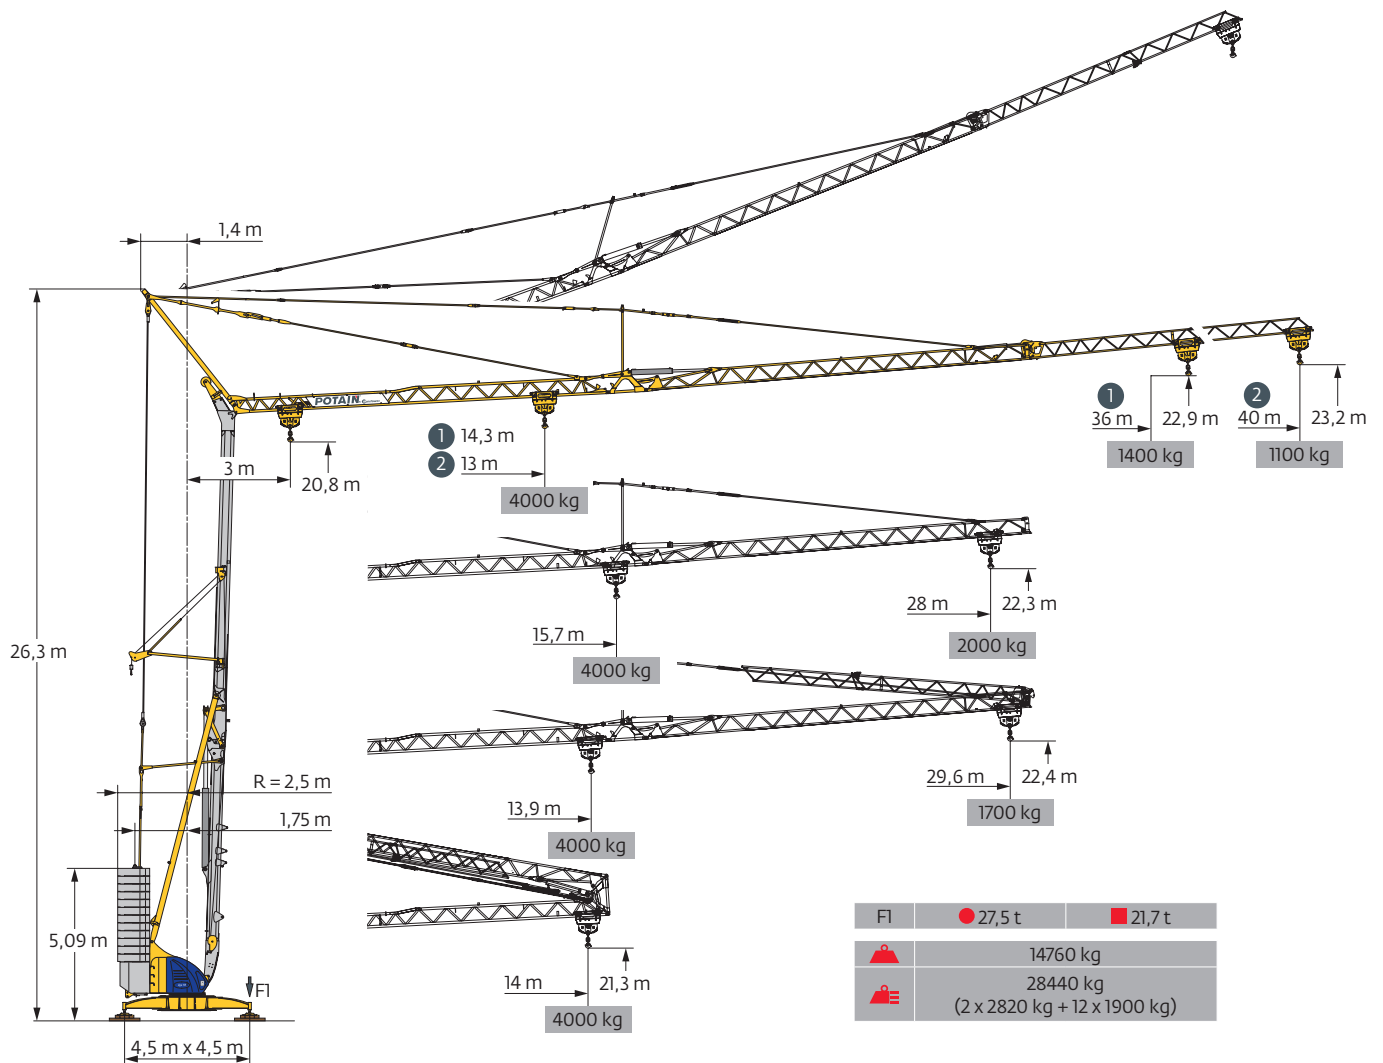 1,4 m
POTAIN
1
36 m
22,9 m
1400 kg
2
40 m
23,2 m
1100 kg
1 14,3 m
2 13 m
4000 kg
3 m
20,8 m
28 m
22,3 m
2000 kg
15,7 m
4000 kg
26,3 m
R = 2,5 m
1,75 m
29,6 m
22,4 m
1700 kg
13,9 m
4000 kg
5,09 m
14 m
21,3 m
4000 kg
F1
4,5 m x 4,5 m
F1 27,5 t 21,7 t
14760 kg
28440 kg
(2 x 2820 kg + 12 x 1900 kg)